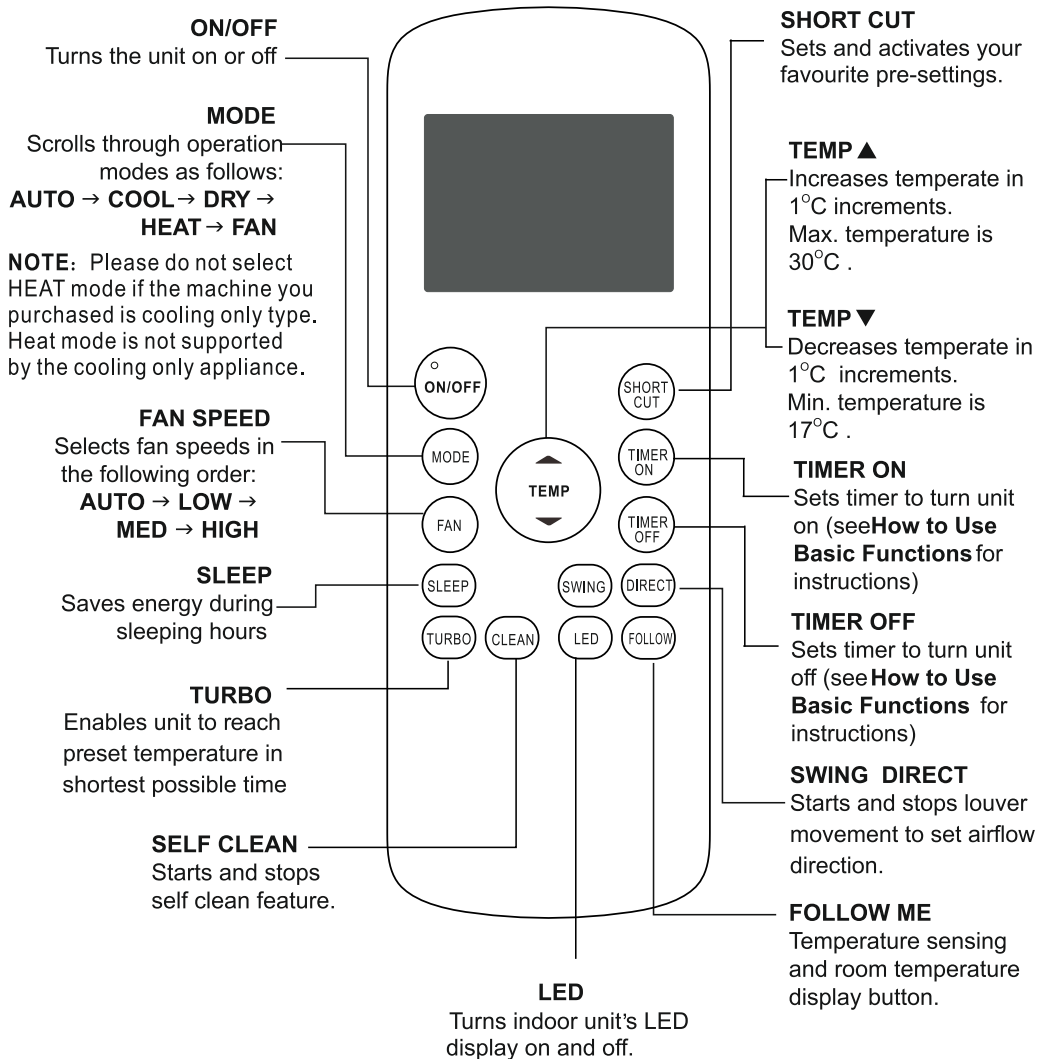 ON/OFF
Turns the unit on or off
MODE
Scrolls through operation
modes as follows:
AUTO → COOL → DRY →
HEAT → FAN
NOTE: Please do not select
HEAT mode if the machine you
purchased is cooling only type.
Heat mode is not supported
by the cooling only appliance.
FAN SPEED
Selects fan speeds in
the following order:
AUTO → LOW →
MED → HIGH
SLEEP
Saves energy during
sleeping hours
TURBO
Enables unit to reach
preset temperature in
shortest possible time
SELF CLEAN
Starts and stops
self clean feature.
ON/OFF
MODE
FAN
SLEEP
TURBO
CLEAN
▲
TEMP
▼
SHORT
CUT
TIMER
ON
TIMER
OFF
SWING
DIRECT
LED
FOLLOW
LED
Turns indoor unit's LED
display on and off.
SHORT CUT
Sets and activates your
favourite pre-settings.
TEMP ▲
Increases temperate in
1°C increments.
Max. temperature is
30°C .
TEMP ▼
Decreases temperate in
1°C increments.
Min. temperature is
17°C .
TIMER ON
Sets timer to turn unit
on (see How to Use
Basic Functions for
instructions)
TIMER OFF
Sets timer to turn unit
off (see How to Use
Basic Functions for
instructions)
SWING DIRECT
Starts and stops louver
movement to set airflow
direction.
FOLLOW ME
Temperature sensing
and room temperature
display button.